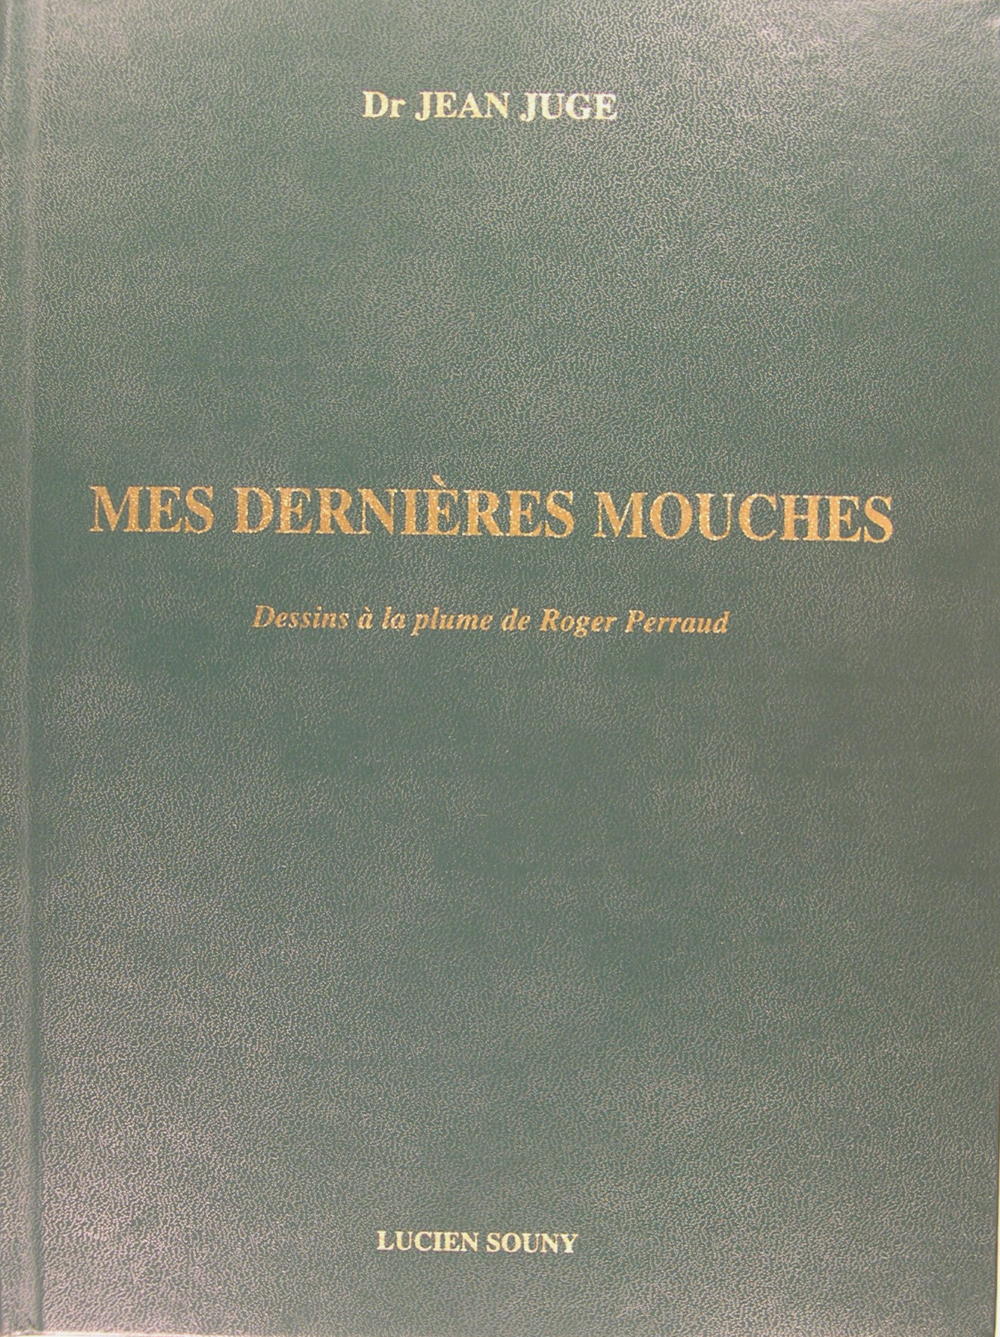 Dr JEAN JUGE
MES DERNIÈRES MOUCHES
Dessins à la plume de Roger Perraud
LUCIEN SOUNY